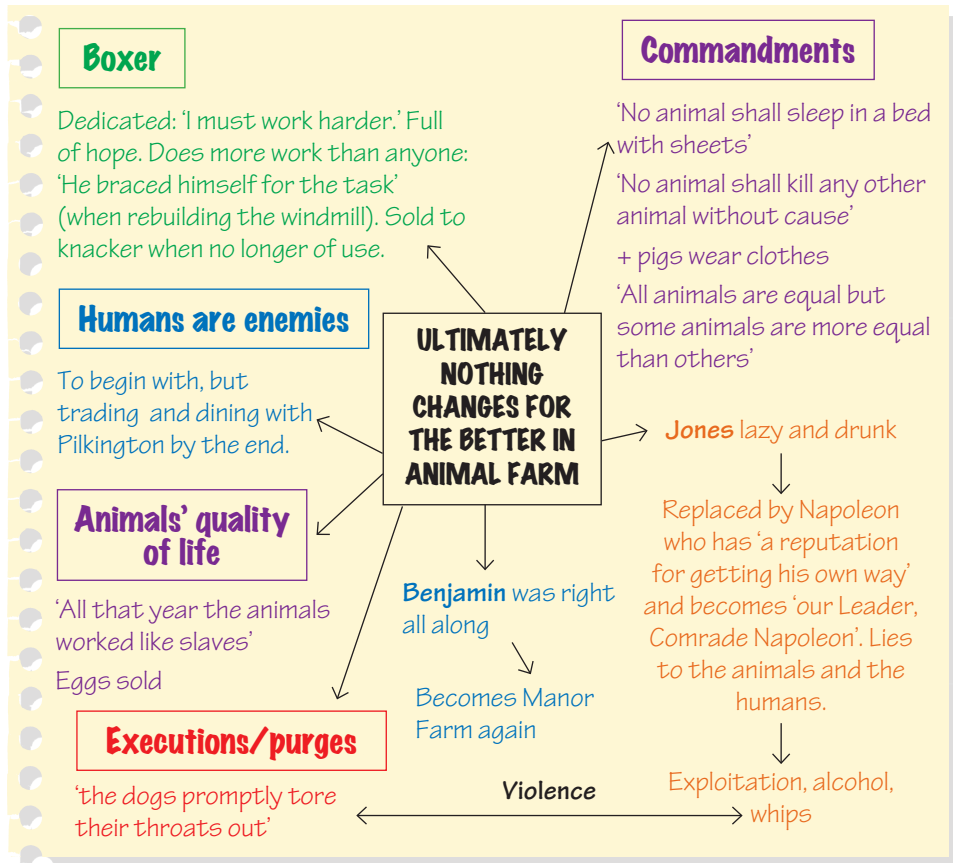 Boxer
Dedicated: ‘I must work harder.’ Full
of hope. Does more work than anyone:
‘He braced himself for the task’
(when rebuilding the windmill). Sold to
knacker when no longer of use.
Commandments
‘No animal shall sleep in a bed
with sheets’
‘No animal shall kill any other
animal without cause’
+ pigs wear clothes
‘All animals are equal but
some animals are more equal
than others’
Humans are enemies
To begin with, but
trading and dining with
Pilkington by the end.
ULTIMATELY
NOTHING
CHANGES FOR
THE BETTER IN
ANIMAL FARM
Jones lazy and drunk
Replaced by Napoleon
who has ‘a reputation
for getting his own way’
and becomes ‘our Leader,
Comrade Napoleon’. Lies
to the animals and the
humans.
Exploitation, alcohol,
whips
Animals’ quality
of life
‘All that year the animals
worked like slaves’
Eggs sold
Benjamin was right
all along
Becomes Manor
Farm again
Executions/purges
‘the dogs promptly tore
their throats out’
Violence